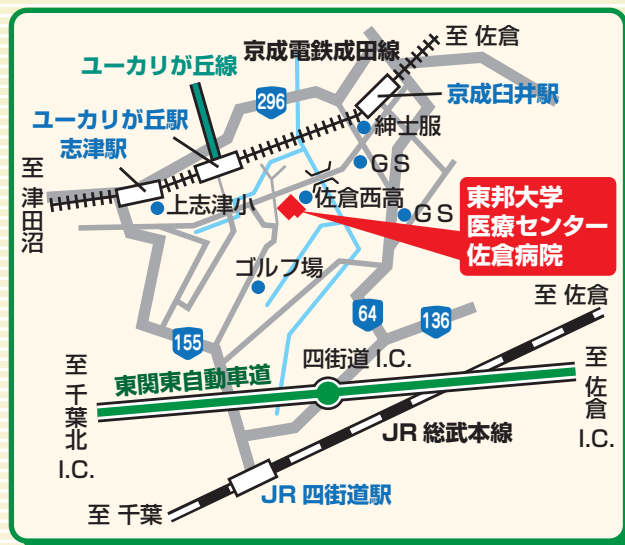 京成電鉄成田線
至 佐倉
ユーカリが丘線
296
京成臼井駅
ユーカリが丘駅
志津駅
紳士服
GS
至 津田沼
上志津小
佐倉西高
GS
東邦大学
医療センター
佐倉病院
ゴルフ場
至 佐倉
64
136
155
四街道 I.C.
至 千葉北 I.C.
東関東自動車道
至 佐倉 I.C.
JR 総武本線
JR 四街道駅
至 千葉